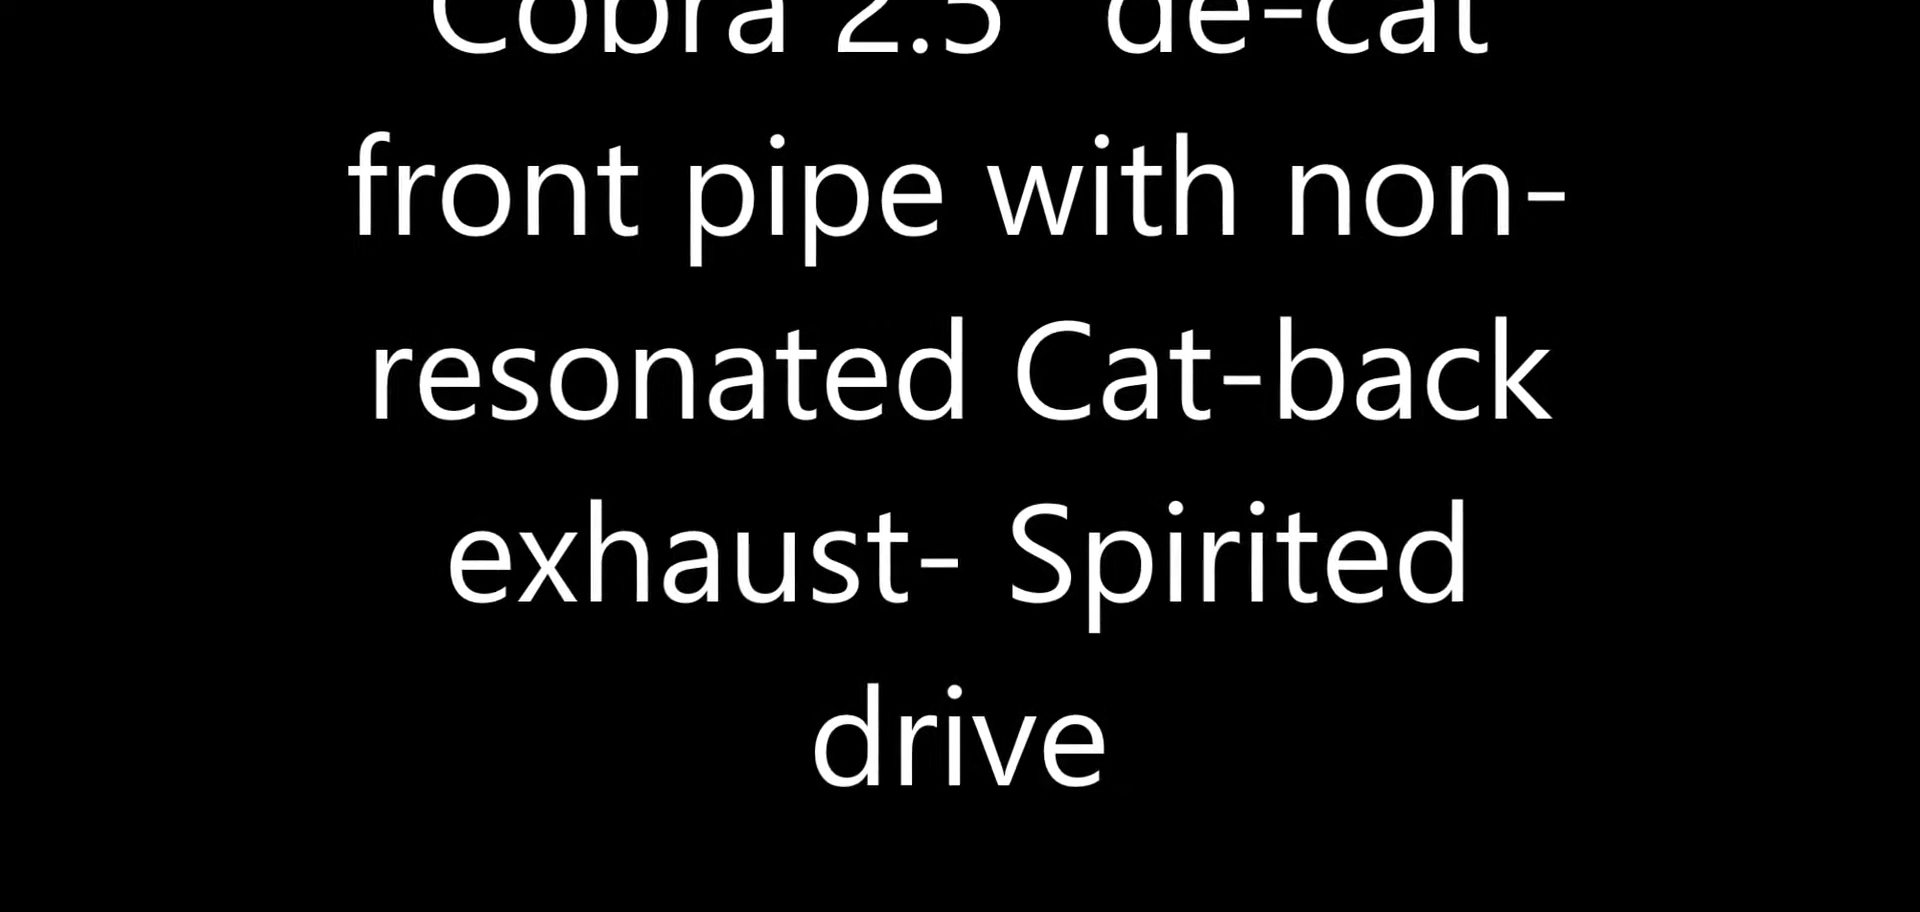 Cobra 2.5" de-cat
front pipe with non-
resonated Cat-back
exhaust- Spirited
drive